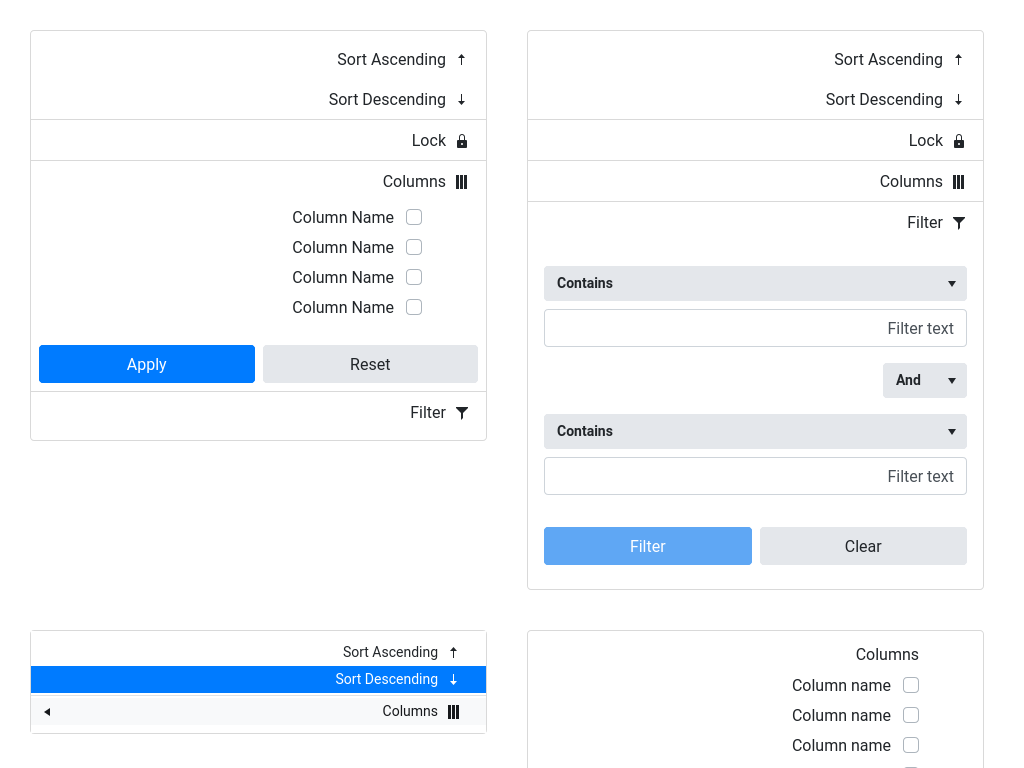 Sort Ascending
Sort Descending
Lock
Columns
Column Name
Column Name
Column Name
Column Name
Apply
Reset
Filter
Sort Ascending
Sort Descending
Lock
Columns
Filter
Contains
Filter text
And
Contains
Filter text
Filter
Clear
Sort Ascending
Sort Descending
Columns
Columns
Column name
Column name
Column name